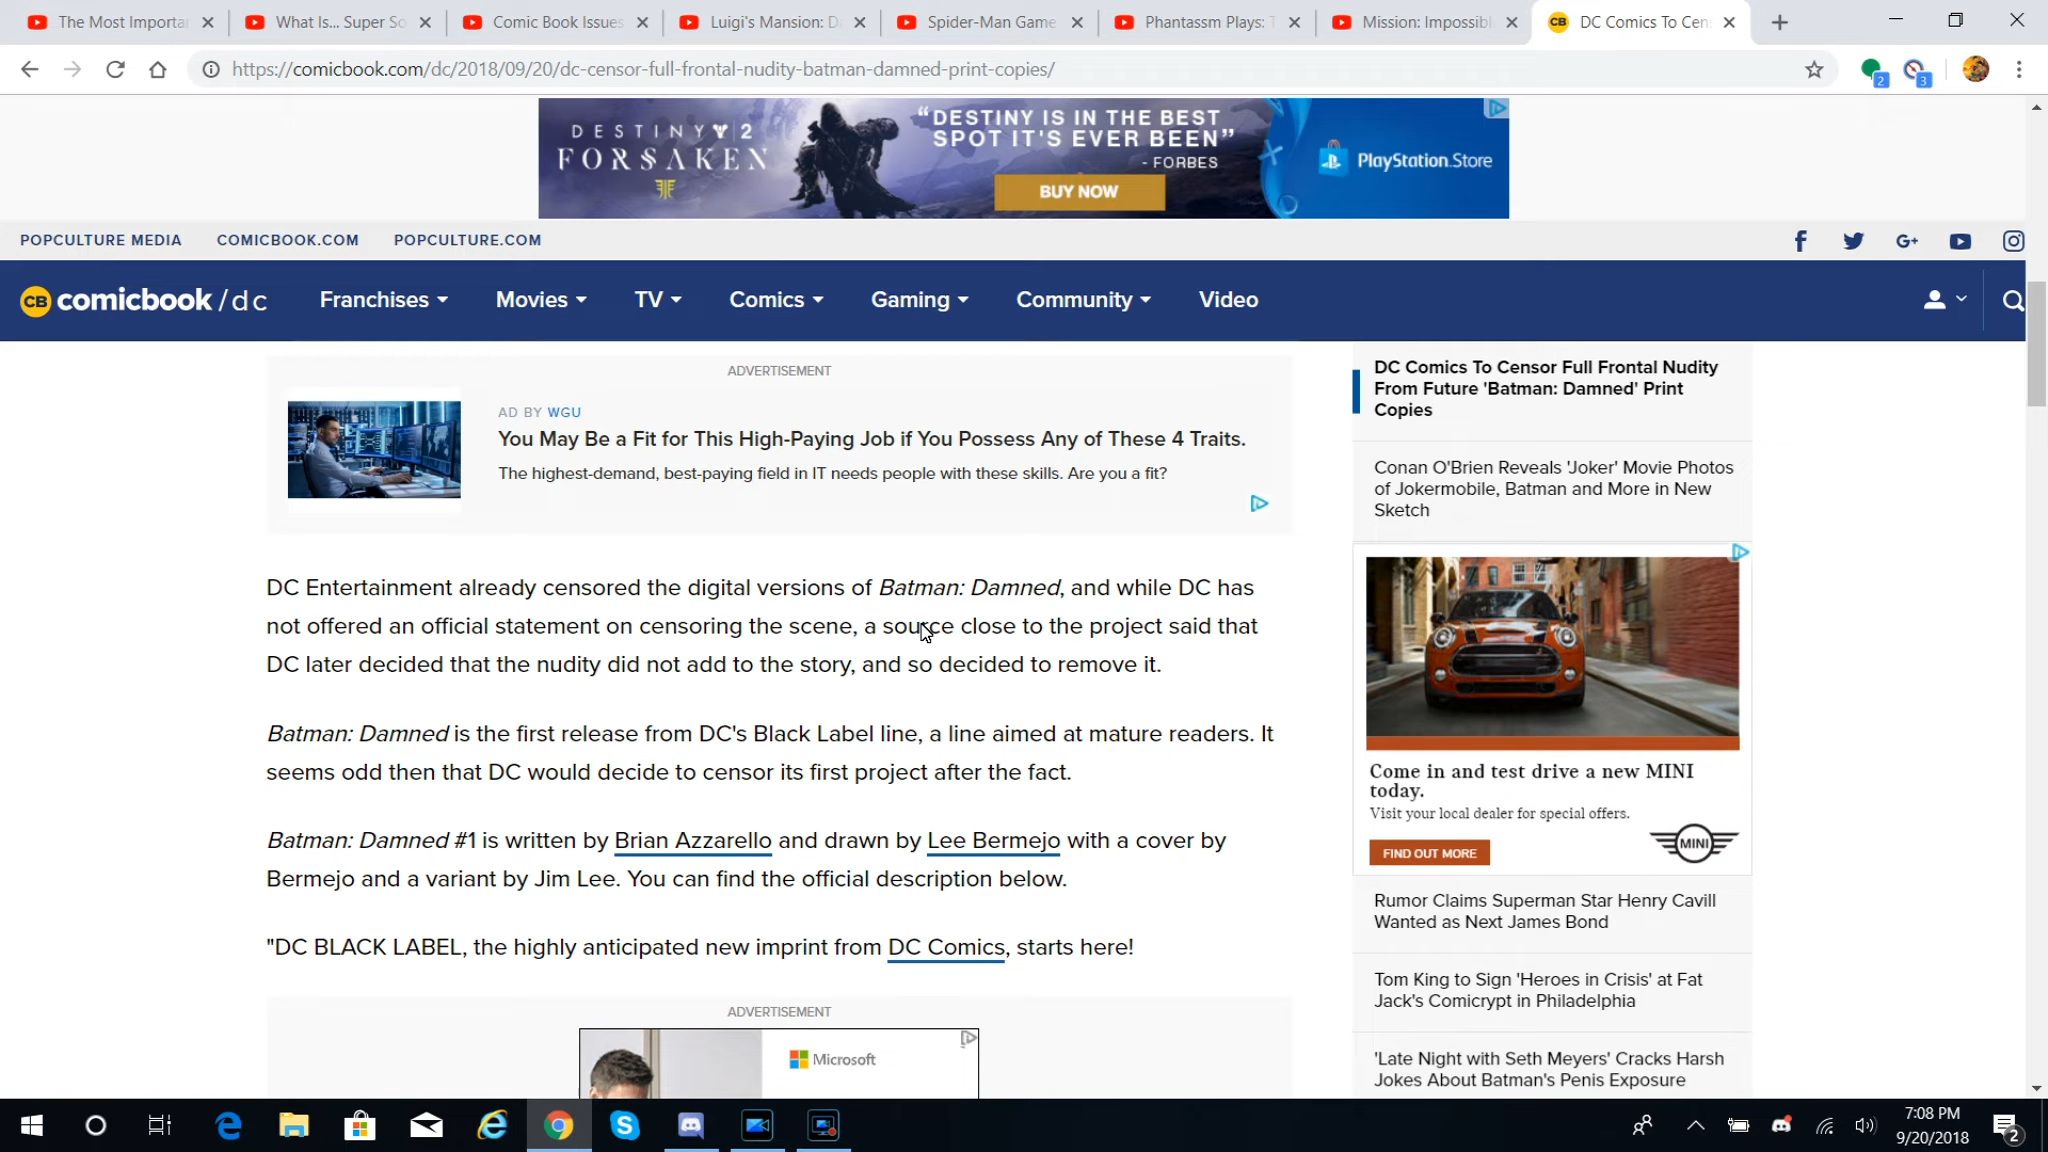 The Most Importa
What Is... Super So
Comic Book Issues
Luigi's Mansion: D
Spider-Man Game
Phantassm Plays: T
Mission: Impossibl
CB DC Comics To Cen
https://comicbook.com/dc/2018/09/20/dc-censor-full-frontal-nudity-batman-damned-print-copies/
2
3
DESTINY 2
FORSAKEN
"DESTINY IS IN THE BEST
SPOT IT'S EVER BEEN"
- FORBES
BUY NOW
PlayStation.Store
POPCULTURE MEDIA COMICBOOK.COM POPCULTURE.COM
G+
CB comicbook/dc Franchises Movies TV Comics Gaming Community Video
ADVERTISEMENT
AD BY WGU
You May Be a Fit for This High-Paying Job if You Possess Any of These 4 Traits.
The highest-demand, best-paying field in IT needs people with these skills. Are you a fit?
DC Entertainment already censored the digital versions of Batman: Damned, and while DC has
not offered an official statement on censoring the scene, a source close to the project said that
DC later decided that the nudity did not add to the story, and so decided to remove it.
Batman: Damned is the first release from DC's Black Label line, a line aimed at mature readers. It
seems odd then that DC would decide to censor its first project after the fact.
Batman: Damned #1 is written by Brian Azzarello and drawn by Lee Bermejo with a cover by
Bermejo and a variant by Jim Lee. You can find the official description below.
"DC BLACK LABEL, the highly anticipated new imprint from DC Comics, starts here!
ADVERTISEMENT
Microsoft
DC Comics To Censor Full Frontal Nudity
From Future 'Batman: Damned' Print
Copies
Conan O'Brien Reveals 'Joker' Movie Photos
of Jokermobile, Batman and More in New
Sketch
Come in and test drive a new MINI
today.
Visit your local dealer for special offers.
FIND OUT MORE
MINI
Rumor Claims Superman Star Henry Cavill
Wanted as Next James Bond
Tom King to Sign 'Heroes in Crisis' at Fat
Jack's Comicrypt in Philadelphia
'Late Night with Seth Meyers' Cracks Harsh
Jokes About Batman's Penis Exposure
7:08 PM
9/20/2018
2